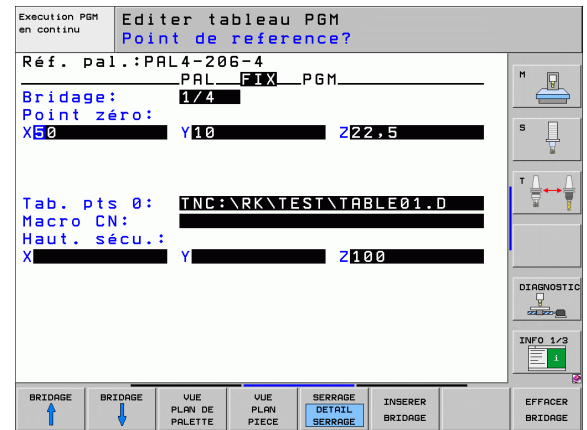 Execution PGM
en continu
Editer tableau PGM
Point de reference?
Réf. pal.:PAL4-206-4
PAL FIX PGM
Bridage: 1/4
Point zéro:
X50 Y10 Z22,5
Tab. pts 0: TNC:\RK\TEST\TABLE01.D
Macro CN:
Haut. sécu.:
X Y Z100
M
S
T
DIAGNOSTIC
INFO 1/3
BRIDAGE
BRIDAGE
VUE
PLAN DE
PALETTE
VUE
PLAN
PIECE
SERRAGE
DETAIL
SERRAGE
INSERER
BRIDAGE
EFFACER
BRIDAGE